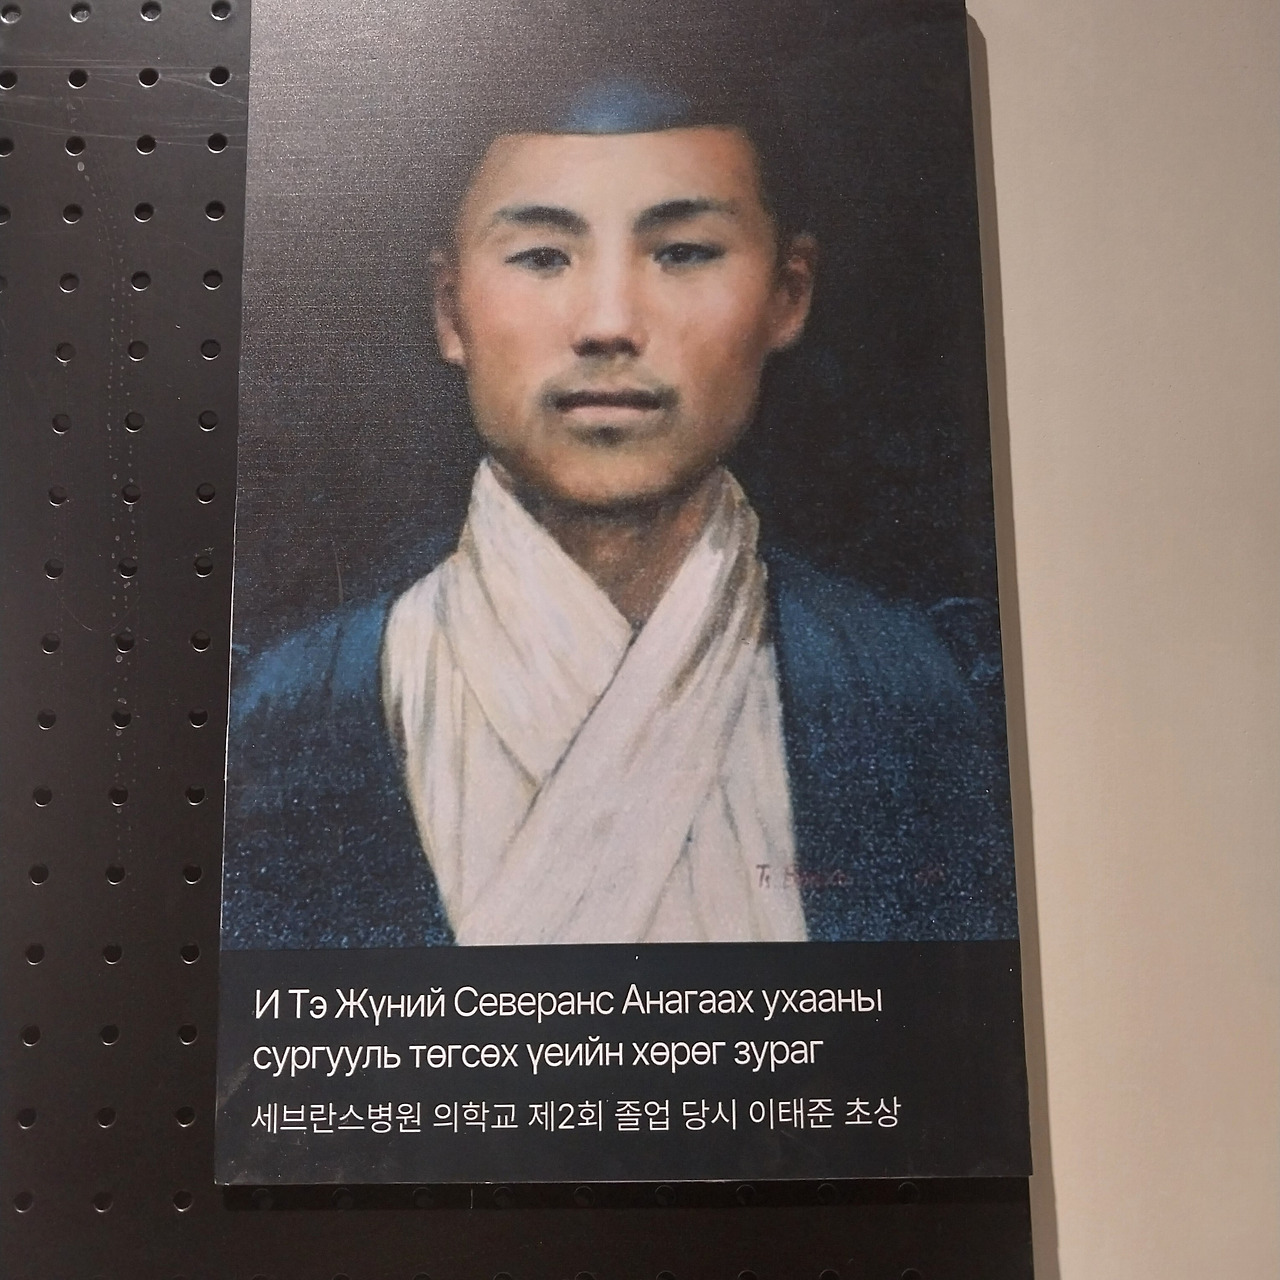 И Тэ Жүний Северанс Анагаах ухааны
сургууль төгсөх үеийн хөрөг зураг
세브란스병원 의학교 제2회 졸업 당시 이태준 초상